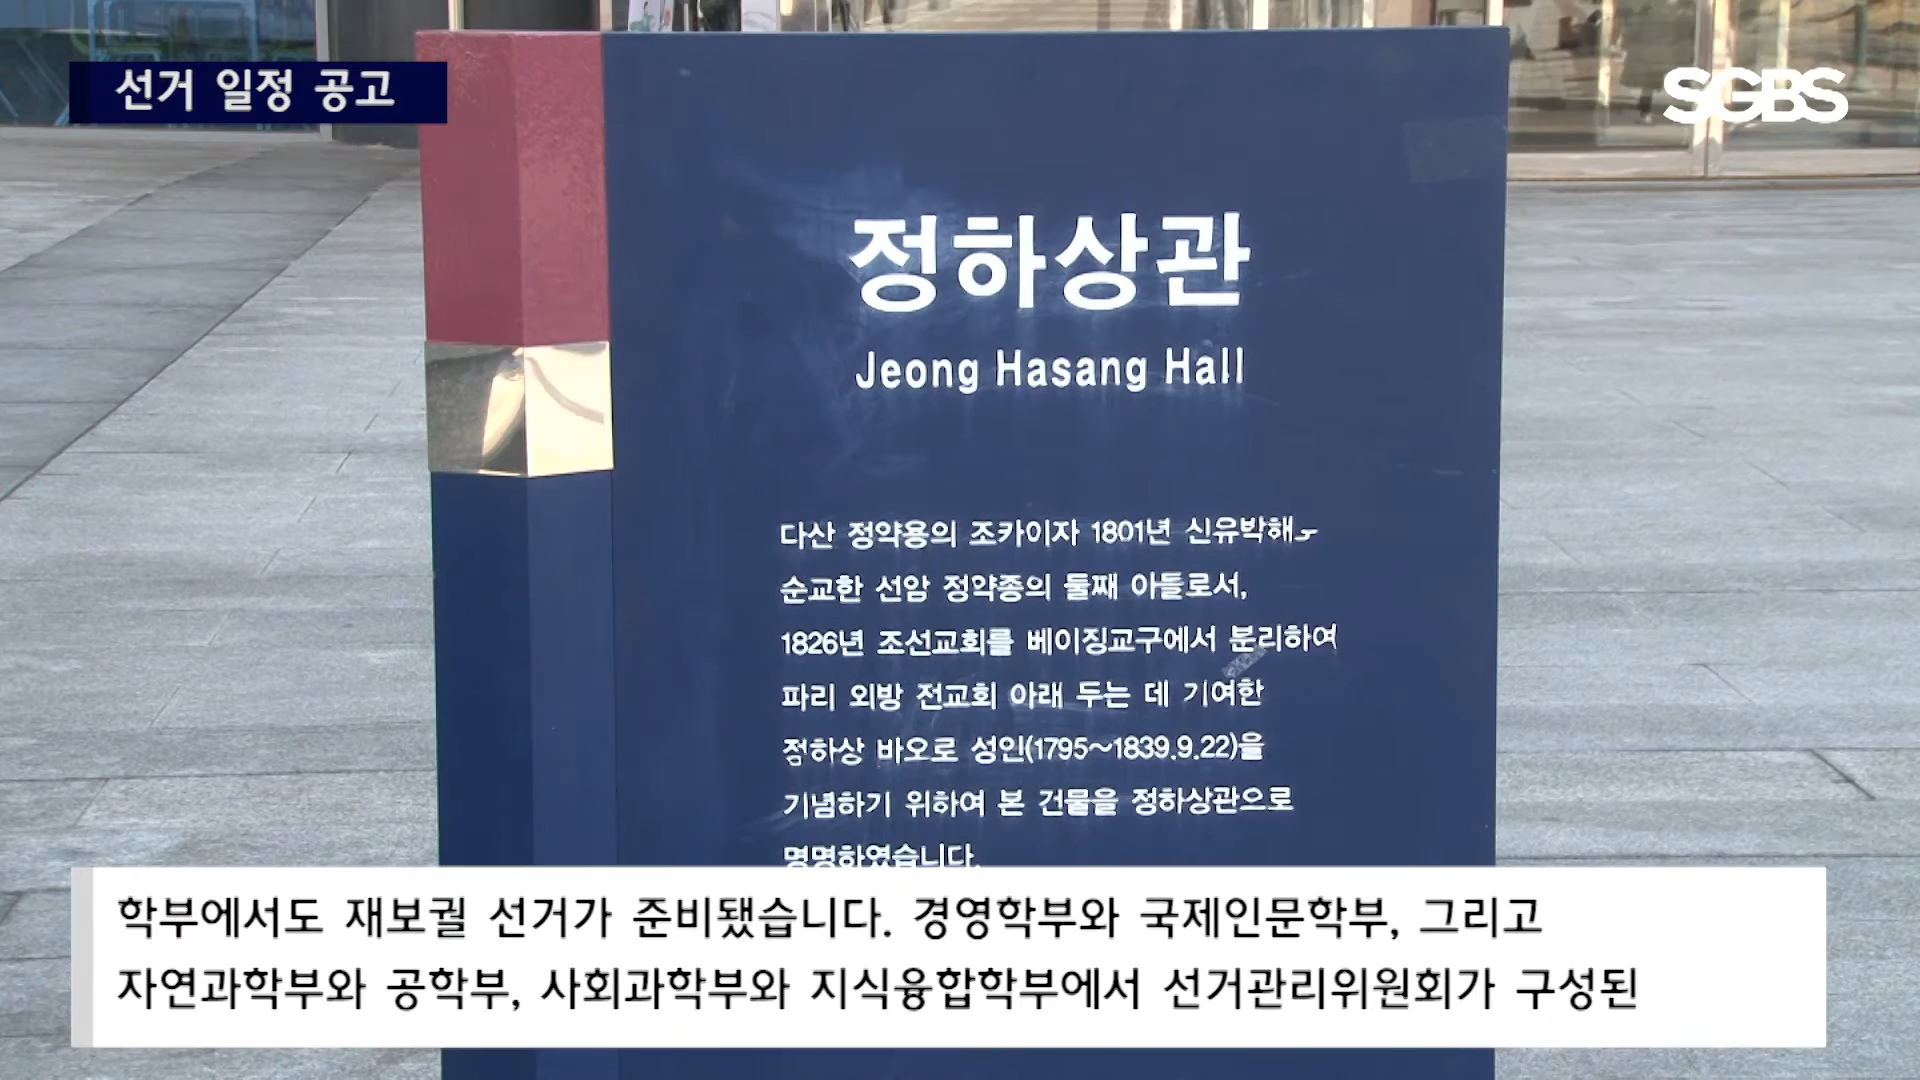 선거 일정 공고
SGBS
정하상관
Jeong Hasang Hall
다산 정약용의 조카이자 1801년 신유박해
순교한 선암 정약종의 둘째 아들로서,
1826년 조선교회를 베이징교구에서 분리하여
파리 외방 전교회 아래 두는 데 기여한
정하상 바오로 성인(1795~1839.9.22)을
기념하기 위하여 본 건물을 정하상관으로
명명하였습니다.
학부에서도 재보궐 선거가 준비됐습니다. 경영학부와 국제인문학부, 그리고
자연과학부와 공학부, 사회과학부와 지식융합학부에서 선거관리위원회가 구성된